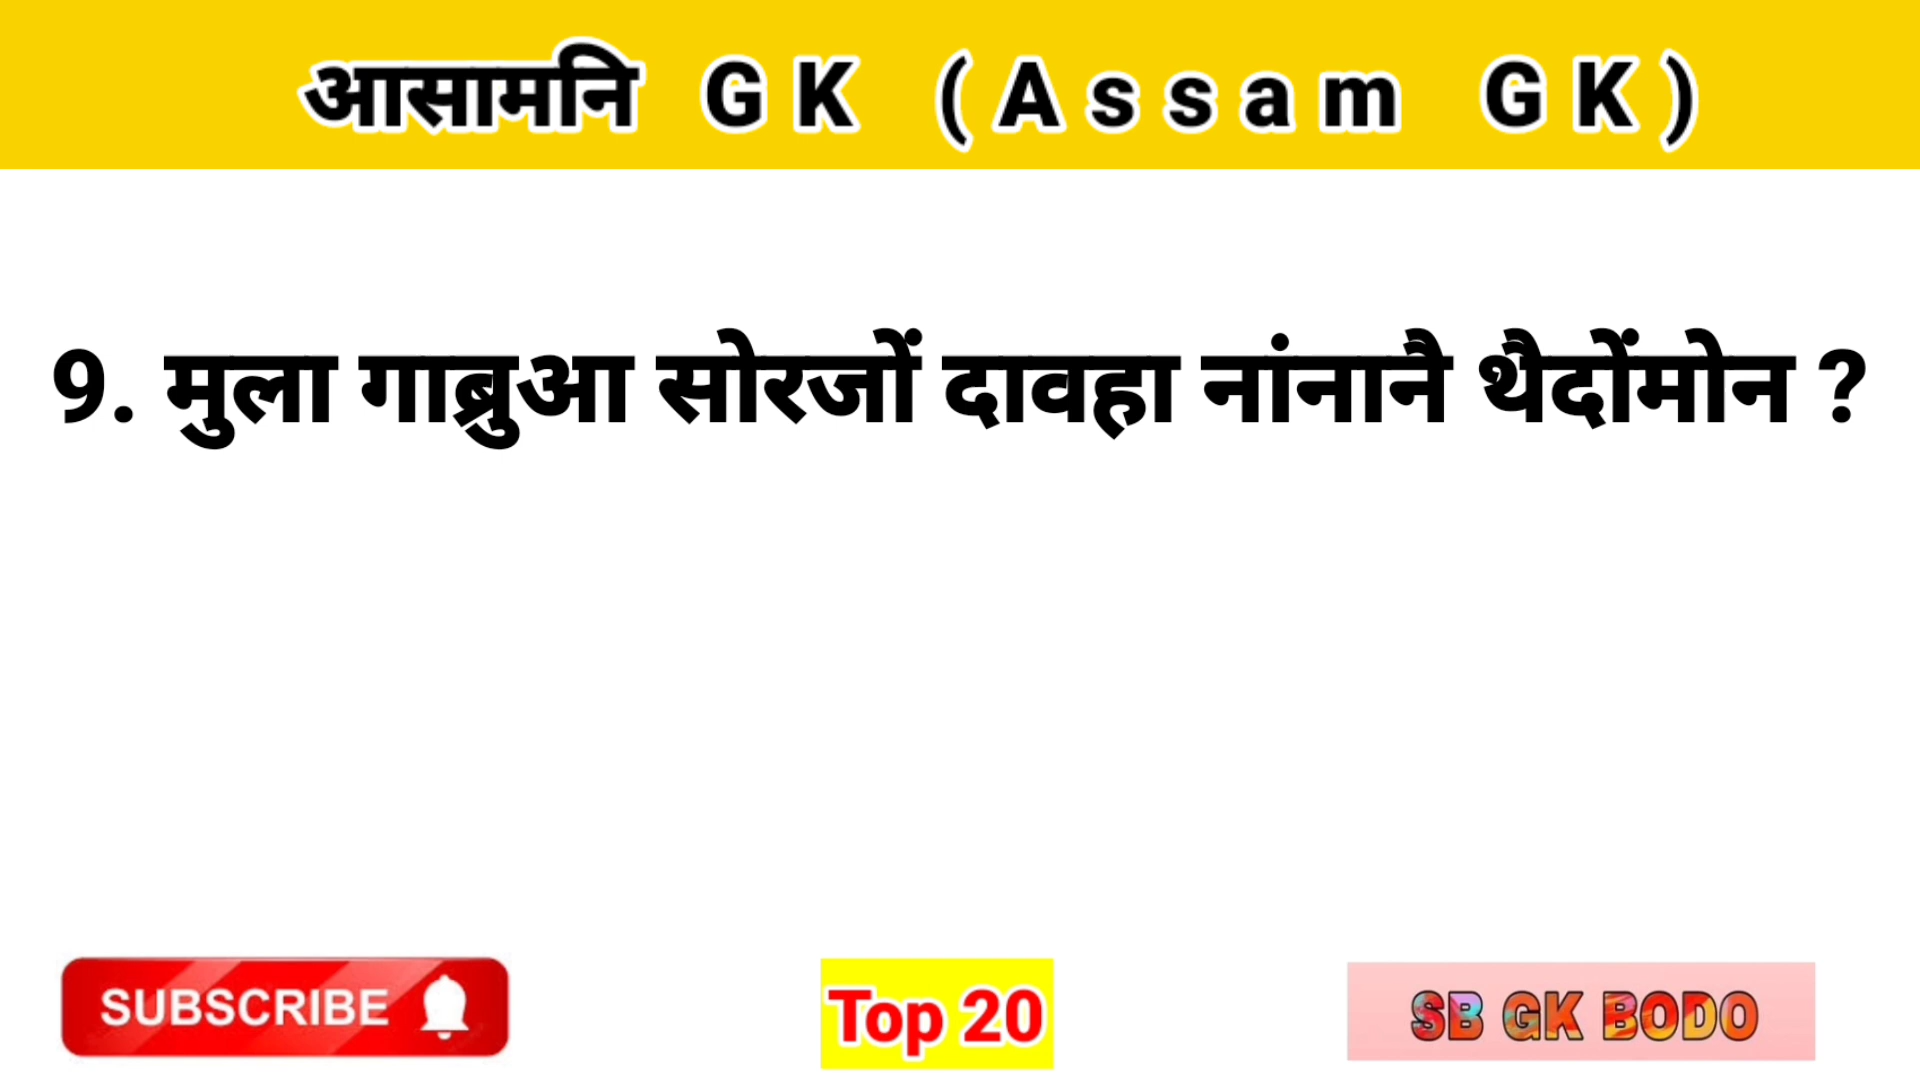 आसामनि GK (Assam GK)
9. मुला गाब्रुआ सोरजों दावहा नांनानै थैदोंमोन ?
SUBSCRIBE
Top 20
SB GK BODO